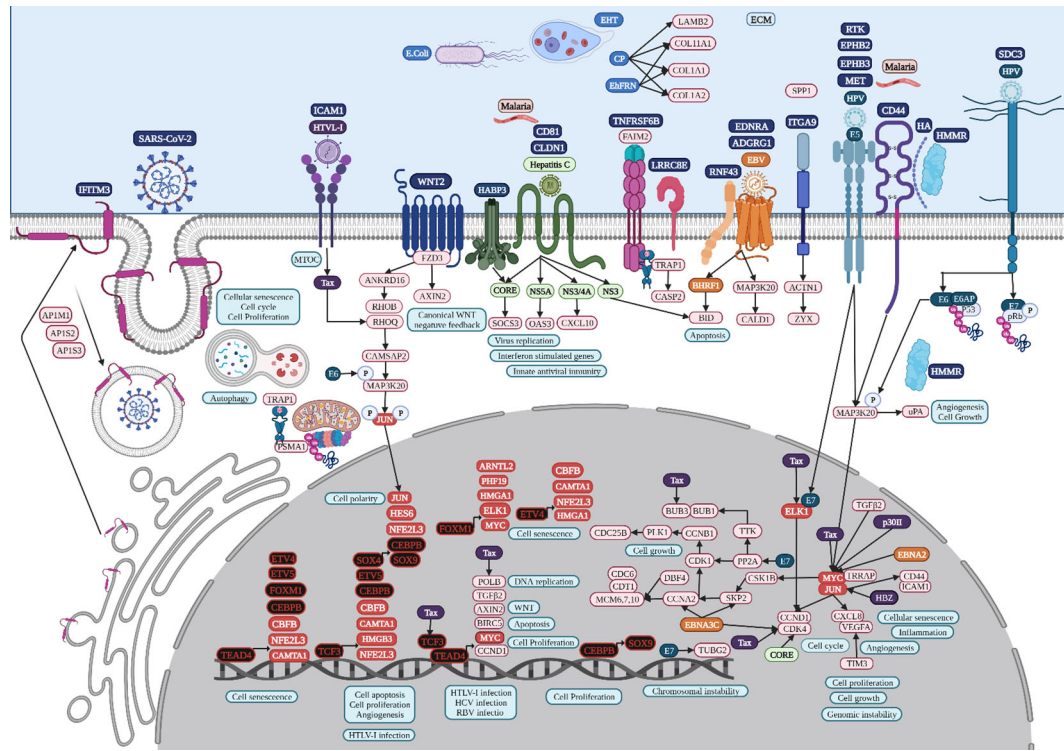 EHT
E.Coli
CP
EhFRN
LAMB2
COL11A1
COL1A1
COL1A2
ECM
RTK
EPHB2
EPHB3
MET
HPV
E5
SPP1
ITGA9
Malaria
CD44
HA
HMMR
S-S
S-S
S-S
SDC3
HPV
SARS-CoV-2
IFITM3
ICAM1
HTVL-I
WNT2
HABP3
Malaria
CD81
CLDN1
Hepatitis C
TNFRSF6B
FAIM2
LRRC8E
RNF43
EDNRA
ADGRG1
EBV
MTOC
Tax
FZD3
ANKRD16
AXIN2
RHOB
RHOQ
Canonical WNT
negative feedback
CAMSAP2
E6
P
MAP3K20
P
JUN
P
CORE
NS5A
NS3/4A
NS3
SOCS3
OAS3
CXCL10
Virus replication
Interferon stimulated genes
Innate antiviral inmunity
TRAP1
CASP2
BHRF1
BID
Apoptosis
MAP3K20
CALD1
ACTN1
ZYX
E6
E6AP
P53
E7
pRb
P
HMMR
P
MAP3K20
uPA
Angiogenesis
Cell Growth
Cellular senescence
Cell cycle
Cell Proliferation
AP1M1
AP1S2
AP1S3
Autophagy
TRAP1
PSMA1
Cell polarity
JUN
HES6
NFE2L3
CEBPB
SOX4
SOX9
ETV5
CEBPB
CBFB
CAMTA1
HMGB3
TCF3
NFE2L3
ETV4
ETV5
FOXM1
CEBPB
CBFB
NFE2L3
TEAD4
CAMTA1
Cell senesceence
Cell apoptosis
Cell proliferation
Angiogenesis
HTLV-I infection
ARNTL2
PHF19
HMGA1
ELK1
FOXM1
MYC
CBFB
CAMTA1
NFE2L3
ETV4
HMGA1
Cell senescence
Tax
POLB
DNA replication
TGFβ2
AXIN2
WNT
BIRC5
Apoptosis
Tax
TCF3
MYC
Cell Proliferation
TEAD4
CCND1
HTLV-I infection
HCV infection
RBV infectio
CEBPB
SOX9
Cell Proliferation
E7
TUBG2
Chromosomal instability
Tax
BUB3
BUB1
CDC25B
PLK1
CCNB1
TTK
Cell growth
CDK1
PP2A
E7
CDC6
CDT1
MCM6,7,10
DBF4
CCNA2
SKP2
CSK1B
EBNA3C
Tax
E7
ELK1
CCND1
CDK4
Tax
CORE
Cell cycle
TGFβ2
p30II
Tax
EBNA2
MYC
TRRAP
JUN
HBZ
CD44
ICAM1
CXCL8
VEGFA
Cellular senescence
Inflammation
Angiogenesis
TIM3
Cell proliferation
Cell growth
Genomic instability